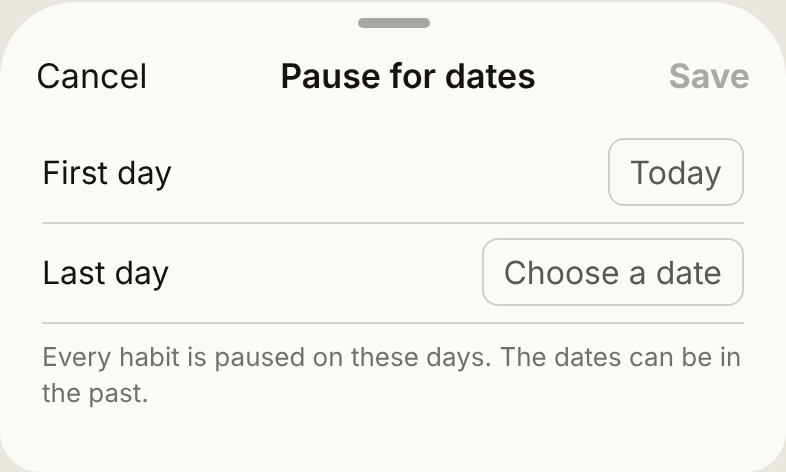 Cancel Pause for dates Save
First day Today
Last day Choose a date
Every habit is paused on these days. The dates can be in
the past.